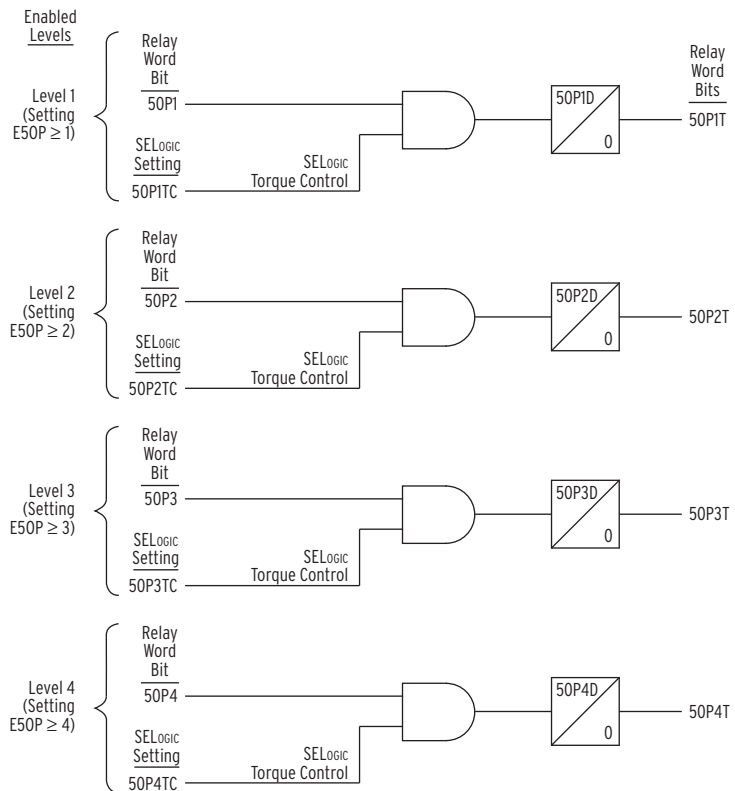 Enabled
Levels
Level 1
(Setting
E50P ≥ 1)
Relay
Word
Bit
50P1
SELOGIC
Setting
50P1TC
SELOGIC
Torque Control
50P1D
0
Relay
Word
Bits
50P1T
Level 2
(Setting
E50P ≥ 2)
Relay
Word
Bit
50P2
SELOGIC
Setting
50P2TC
SELOGIC
Torque Control
50P2D
0
50P2T
Level 3
(Setting
E50P ≥ 3)
Relay
Word
Bit
50P3
SELOGIC
Setting
50P3TC
SELOGIC
Torque Control
50P3D
0
50P3T
Level 4
(Setting
E50P ≥ 4)
Relay
Word
Bit
50P4
SELOGIC
Setting
50P4TC
SELOGIC
Torque Control
50P4D
0
50P4T